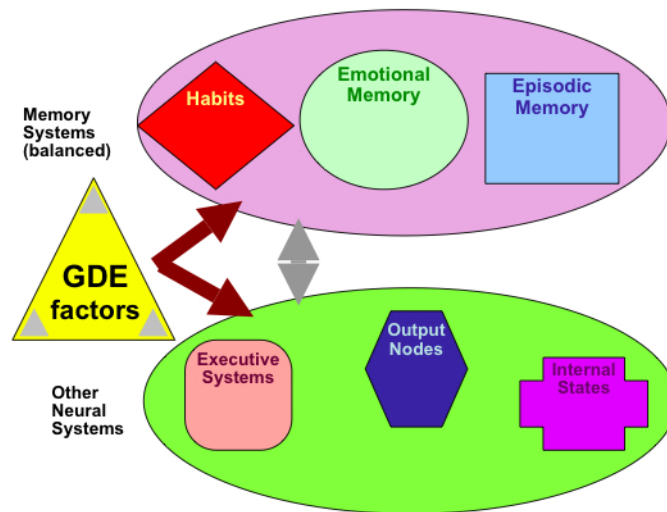 Habits
Emotional
Memory
Episodic
Memory
Memory
Systems
(balanced)
GDE
factors
Executive
Systems
Output
Nodes
Internal
States
Other
Neural
Systems